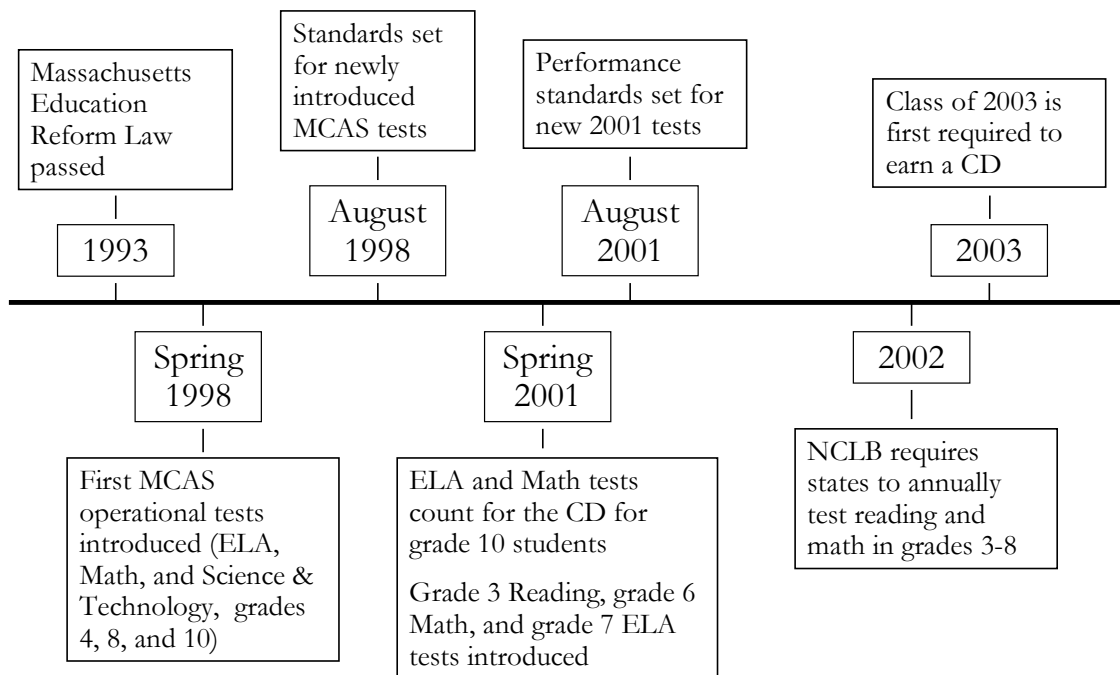 Massachusetts
Education
Reform Law
passed
1993
Standards set
for newly
introduced
MCAS tests
August
1998
Performance
standards set for
new 2001 tests
August
2001
Class of 2003 is
first required to
earn a CD
2003
Spring
1998
First MCAS
operational tests
introduced (ELA,
Math, and Science &
Technology,  grades
4, 8, and 10)
Spring
2001
ELA and Math tests
count for the CD for
grade 10 students
Grade 3 Reading, grade 6
Math, and grade 7 ELA
tests introduced
2002
NCLB requires
states to annually
test reading and
math in grades 3-8